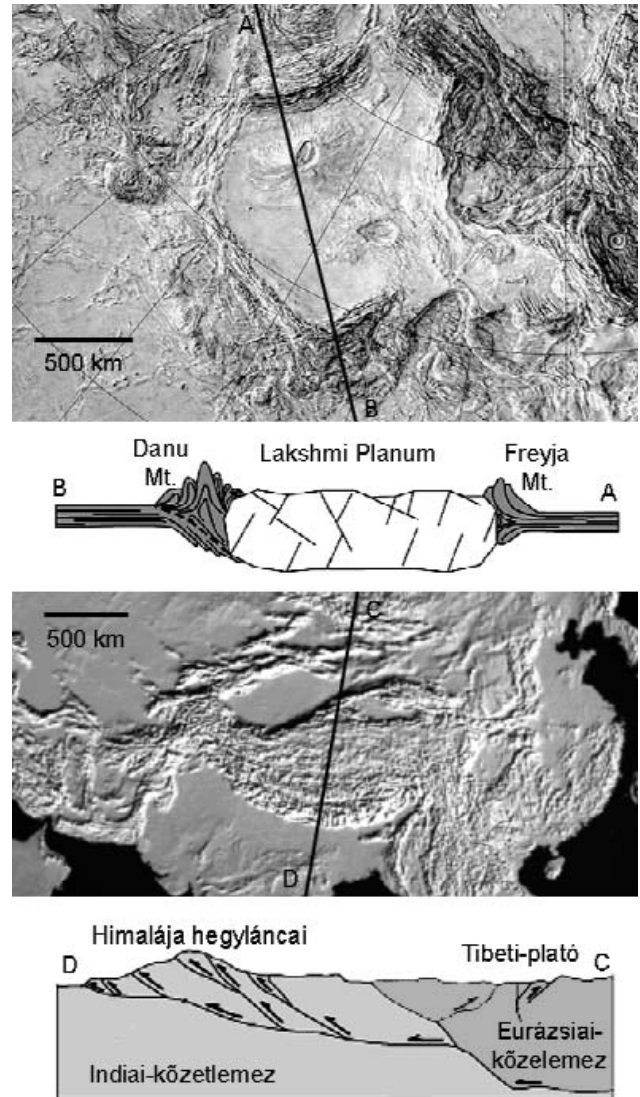 A
500 km
B
Danu
Mt.
Lakshmi Planum
Freyja
Mt.
B
A
500 km
C
D
Himalája hegyláncai
D
Tibeti-plató
C
Eurázsiai-
kőzelemez
Indiai-kőzetlemez